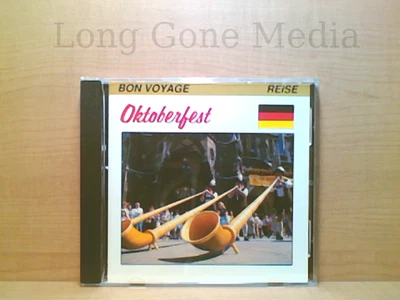 Long Gone Media
BON VOYAGE REISE
Oktoberfest